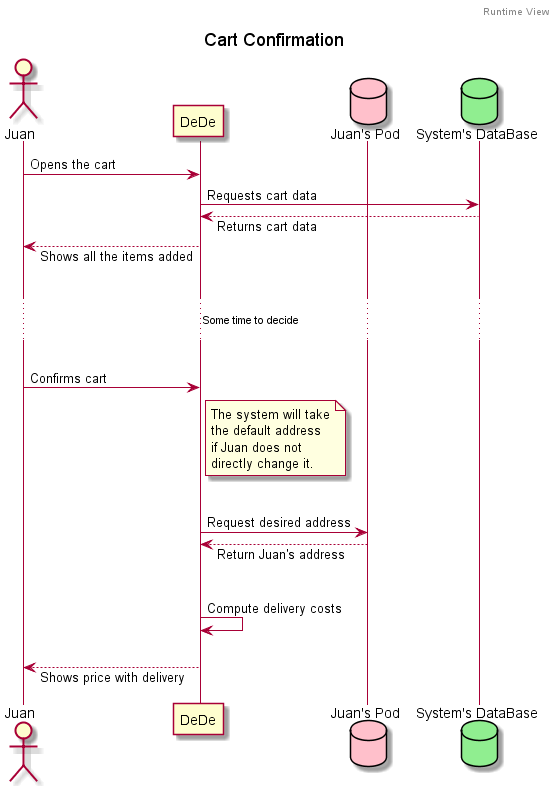 Runtime View
Cart Confirmation
Juan
DeDe
Juan's Pod
System's DataBase
Opens the cart
Requests cart data
Returns cart data
Shows all the items added
Some time to decide
Confirms cart
The system will take
the default address
if Juan does not
directly change it.
Request desired address
Return Juan's address
Compute delivery costs
Shows price with delivery
Juan
DeDe
Juan's Pod
System's DataBase